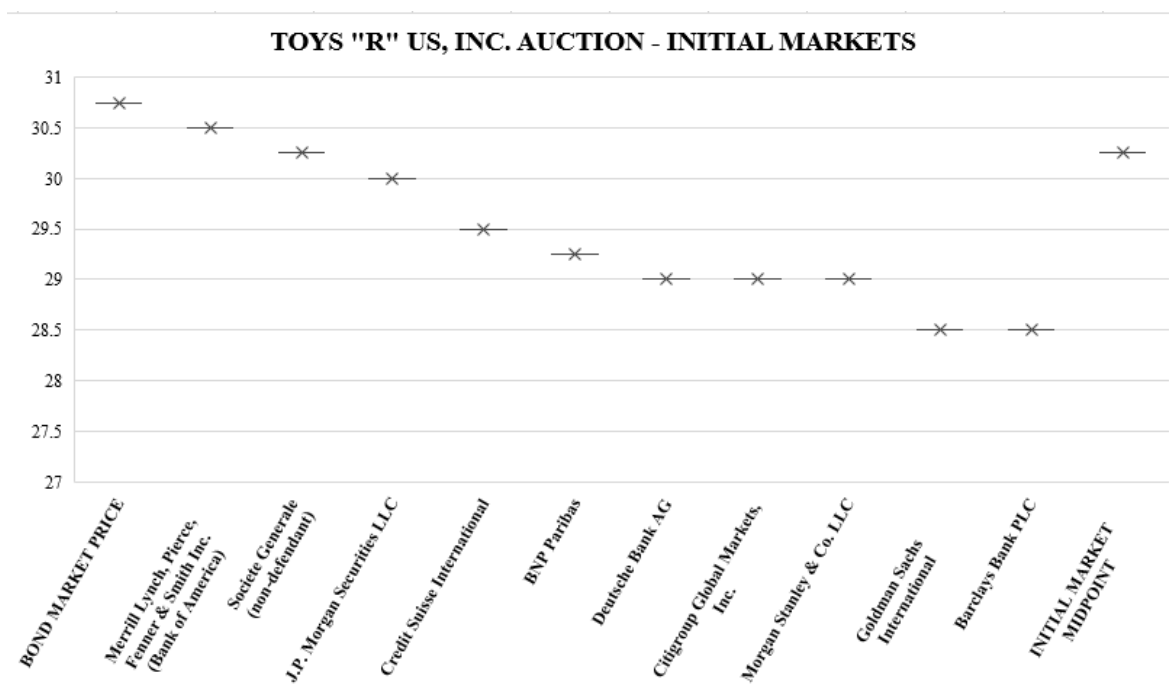 TOYS "R" US, INC. AUCTION - INITIAL MARKETS
31
30.5
30
29.5
29
28.5
28
27.5
27
BOND MARKET PRICE
Merrill Lynch, Pierce,
Fenner & Smith Inc.
(Bank of America)
Societe Generale
(non-defendant)
J.P. Morgan Securities LLC
Credit Suisse International
BNP Paribas
Deutsche Bank AG
Citigroup Global Markets,
Inc.
Morgan Stanley & Co. LLC
Goldman Sachs
International
Barclays Bank PLC
INITIAL MARKET
MIDPOINT